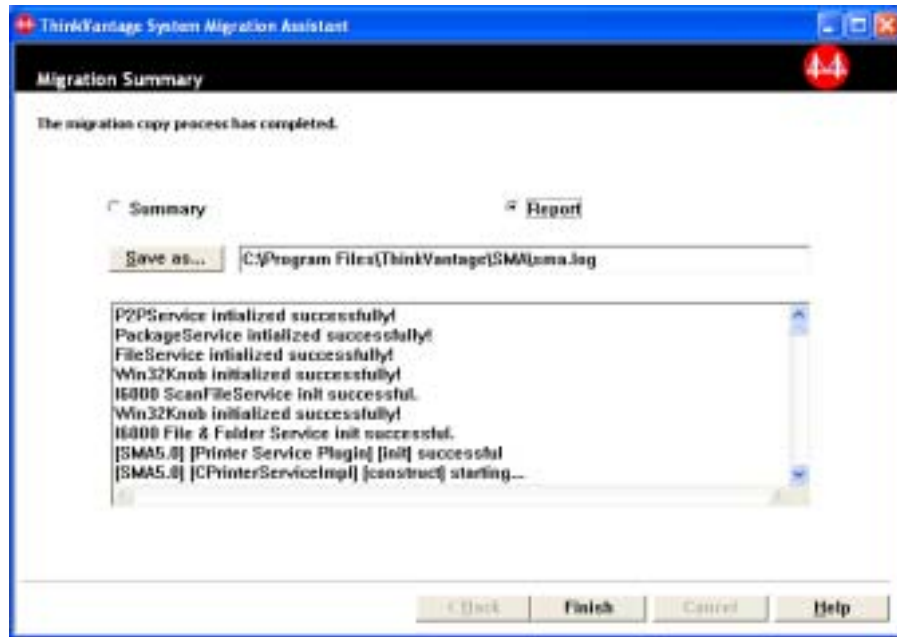 ThinkVantage System Migration Assistant
Migration Summary
The migration copy process has completed.
Summary
Report
Save as...
C:\Program Files\ThinkVantage\SMA\sma.log
P2PService intialized successfully!
PackageService intialized successfully!
FileService intialized successfully!
Win32Knob initialized successfully!
I6000 ScanFileService init successful.
Win32Knob initialized successfully!
I6000 File & Folder Service init successful.
[SMA5.0] [Printer Service Plugin] [init] successful
[SMA5.0] [CPrinterServiceImpl] [construct] starting...
< Back
Finish
Cancel
Help